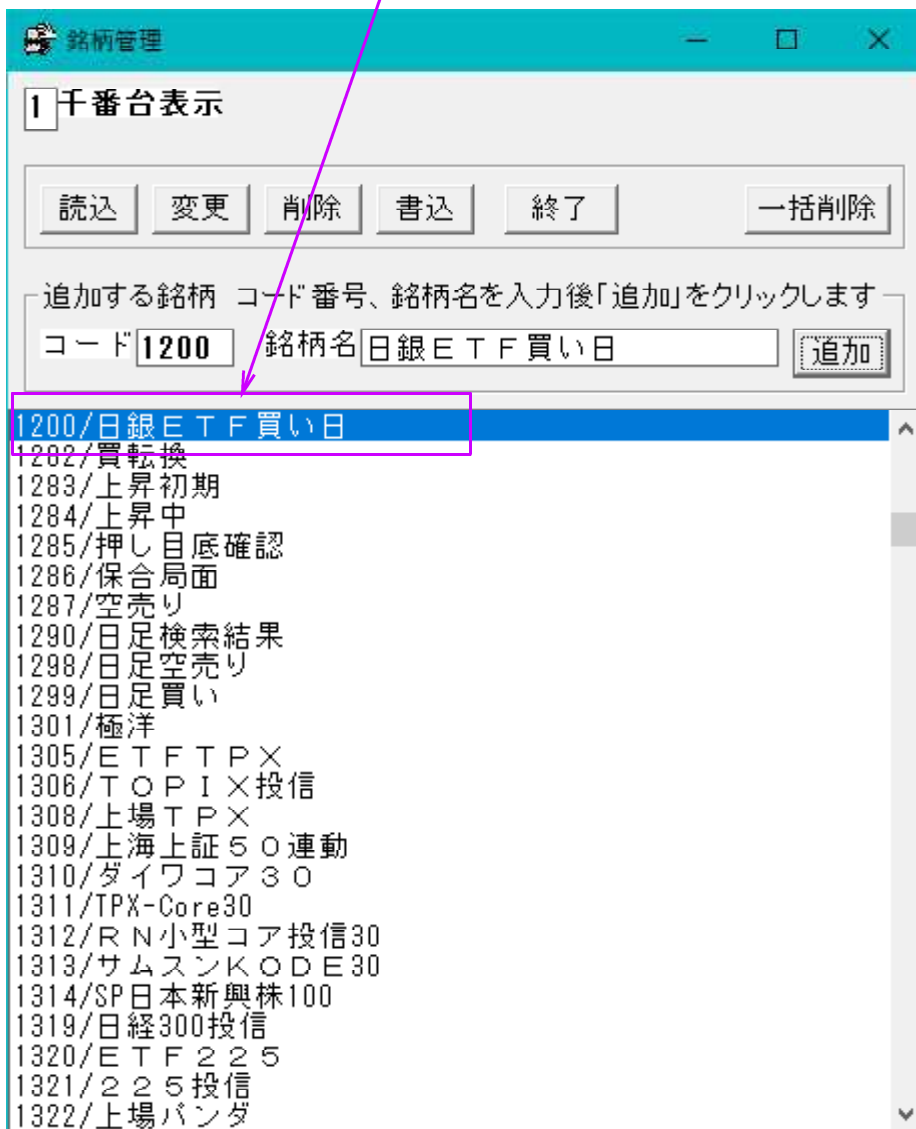 銘柄管理
1千番台表示
読込 変更 削除 書込 終了 一括削除
追加する銘柄 コード番号、銘柄名を入力後「追加」をクリックします
コード 1200 銘柄名 日銀ＥＴＦ買い日 追加
1200/日銀ＥＴＦ買い日
1282/買転換
1283/上昇初期
1284/上昇中
1285/押し目底確認
1286/保合局面
1287/空売り
1290/日足検索結果
1298/日足空売り
1299/日足買い
1301/極洋
1305/ＥＴＦＴＰＸ
1306/ＴＯＰＩＸ投信
1308/上場ＴＰＸ
1309/上海上証５０連動
1310/ダイワコア３０
1311/TPX-Core30
1312/ＲＮ小型コア投信30
1313/サムスンＫＯＤＥ30
1314/SP日本新興株100
1319/日経300投信
1320/ＥＴＦ２２５
1321/２２５投信
1322/上場パンダ